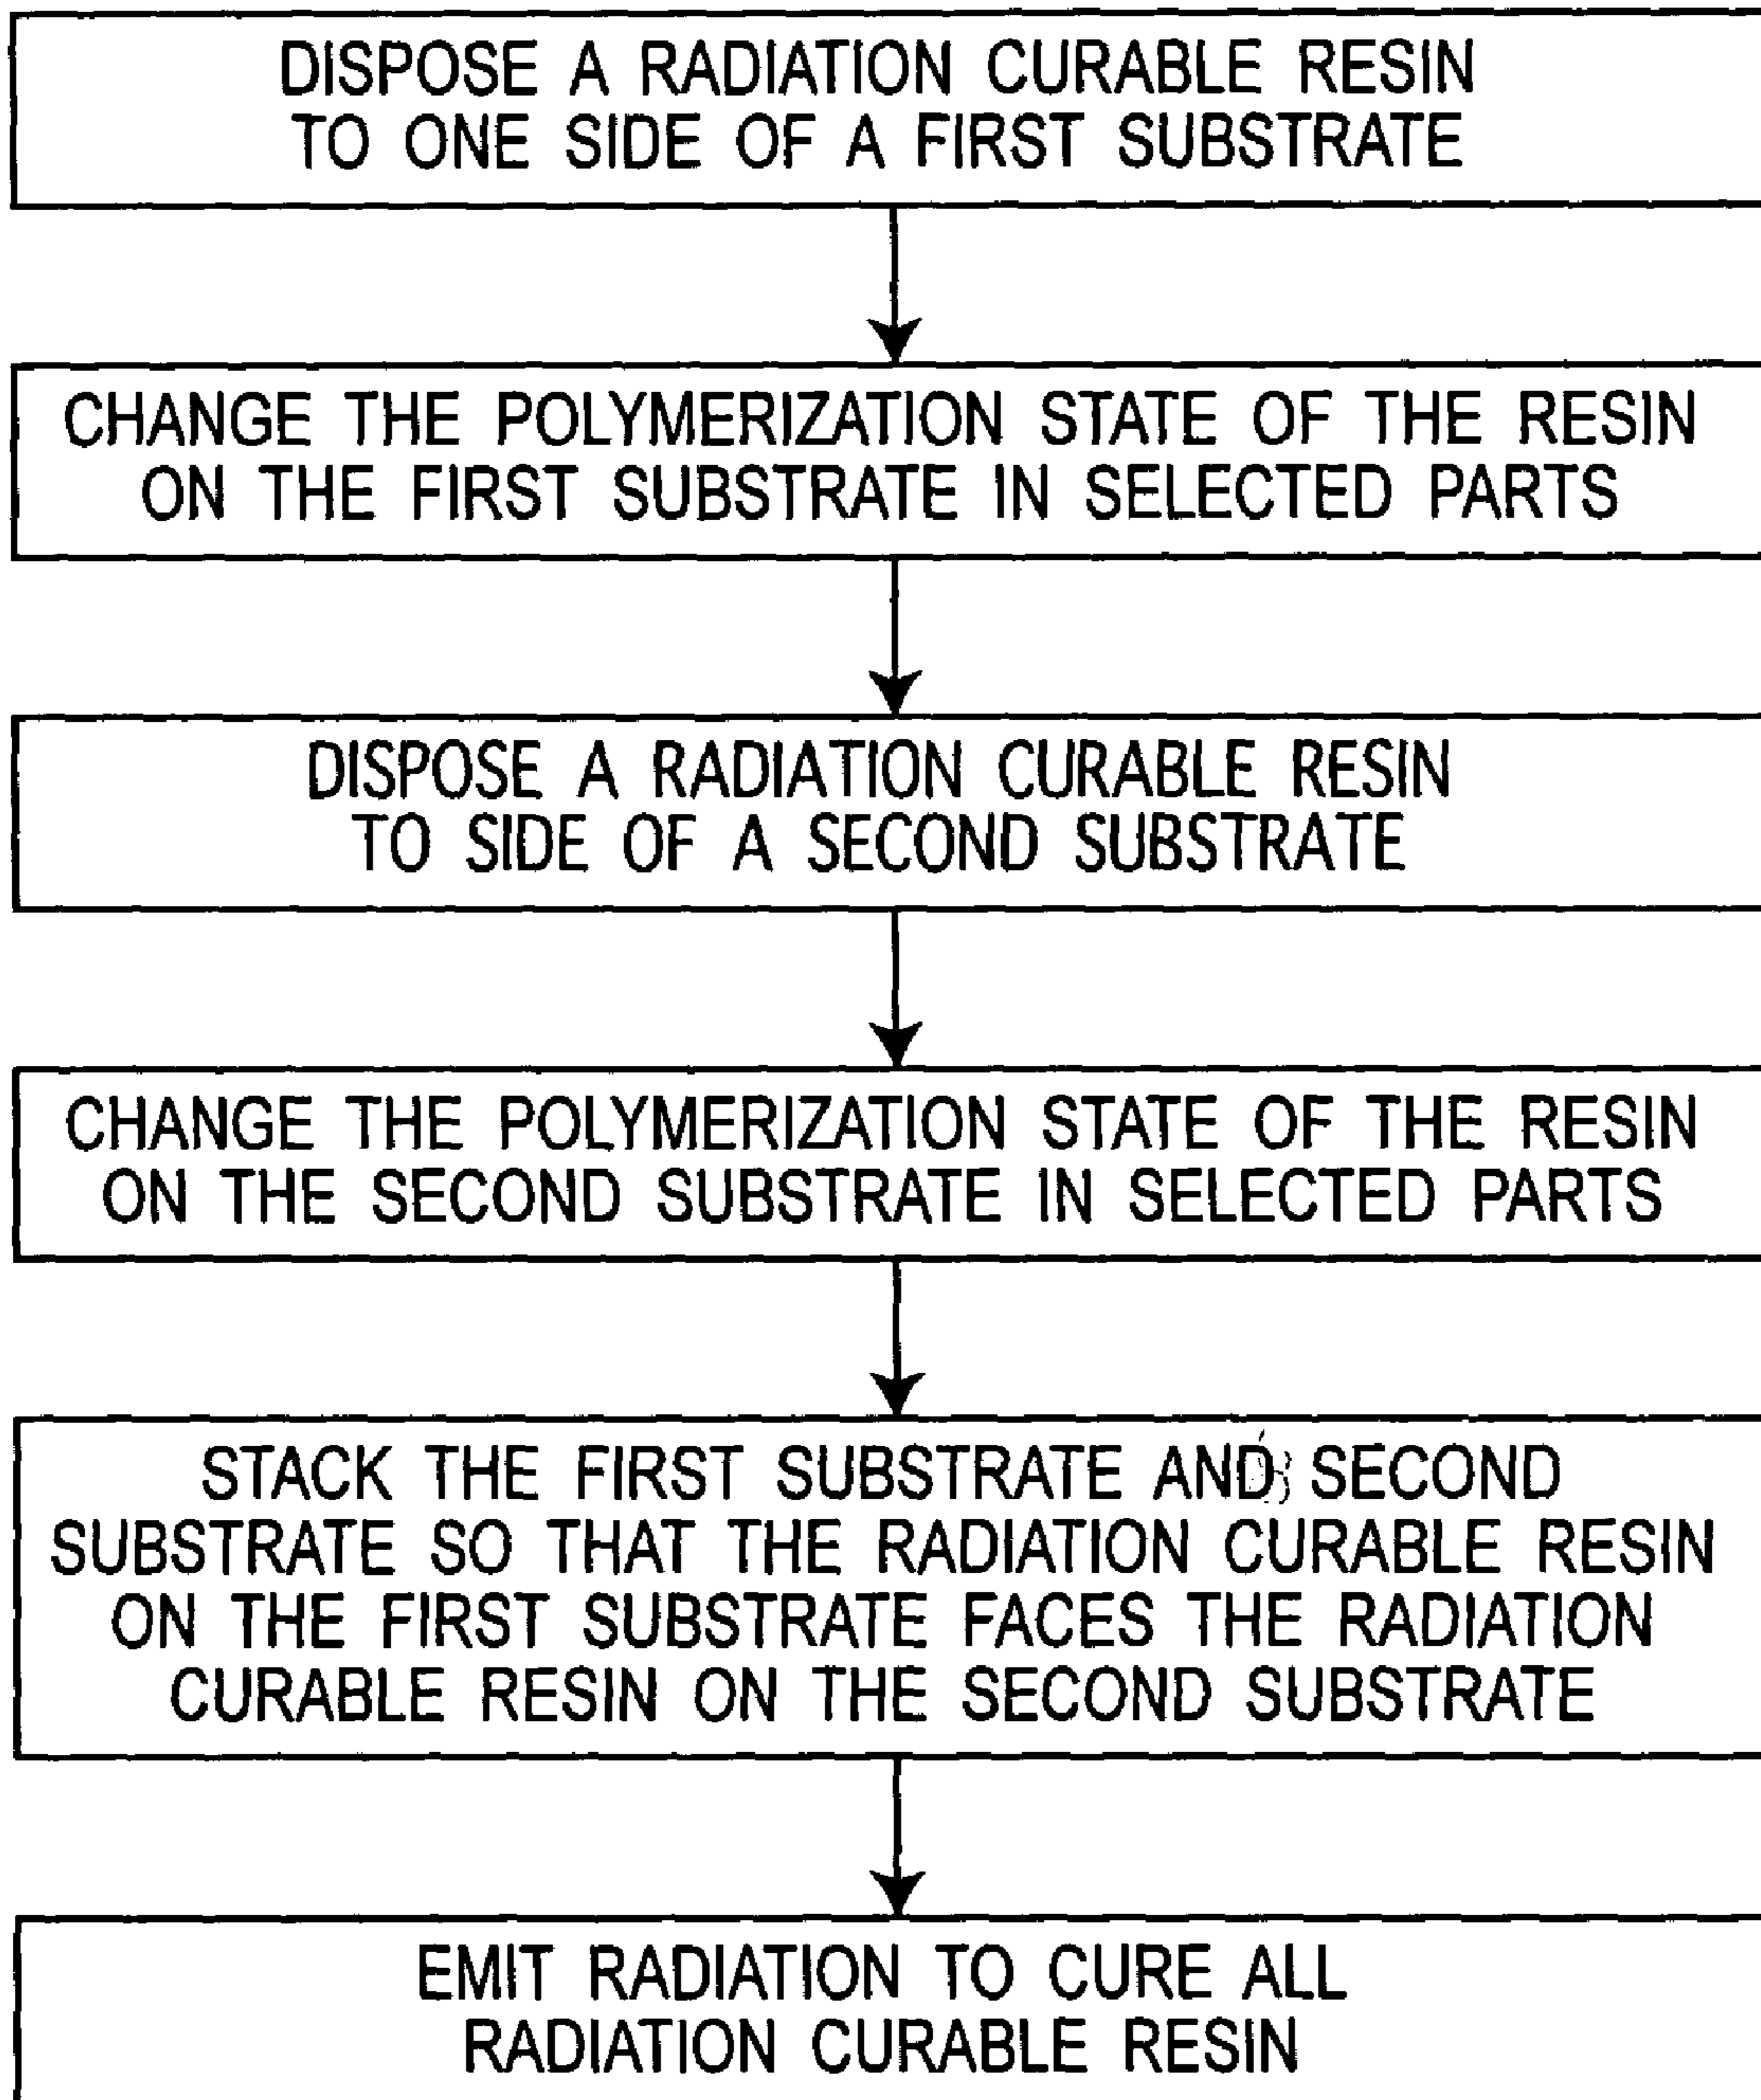 DISPOSE A RADIATION CURABLE RESIN
TO ONE SIDE OF A FIRST SUBSTRATE
CHANGE THE POLYMERIZATION STATE OF THE RESIN
ON THE FIRST SUBSTRATE IN SELECTED PARTS
DISPOSE A RADIATION CURABLE RESIN
TO SIDE OF A SECOND SUBSTRATE
CHANGE THE POLYMERIZATION STATE OF THE RESIN
ON THE SECOND SUBSTRATE IN SELECTED PARTS
STACK THE FIRST SUBSTRATE AND SECOND
SUBSTRATE SO THAT THE RADIATION CURABLE RESIN
ON THE FIRST SUBSTRATE FACES THE RADIATION
CURABLE RESIN ON THE SECOND SUBSTRATE
EMIT RADIATION TO CURE ALL
RADIATION CURABLE RESIN